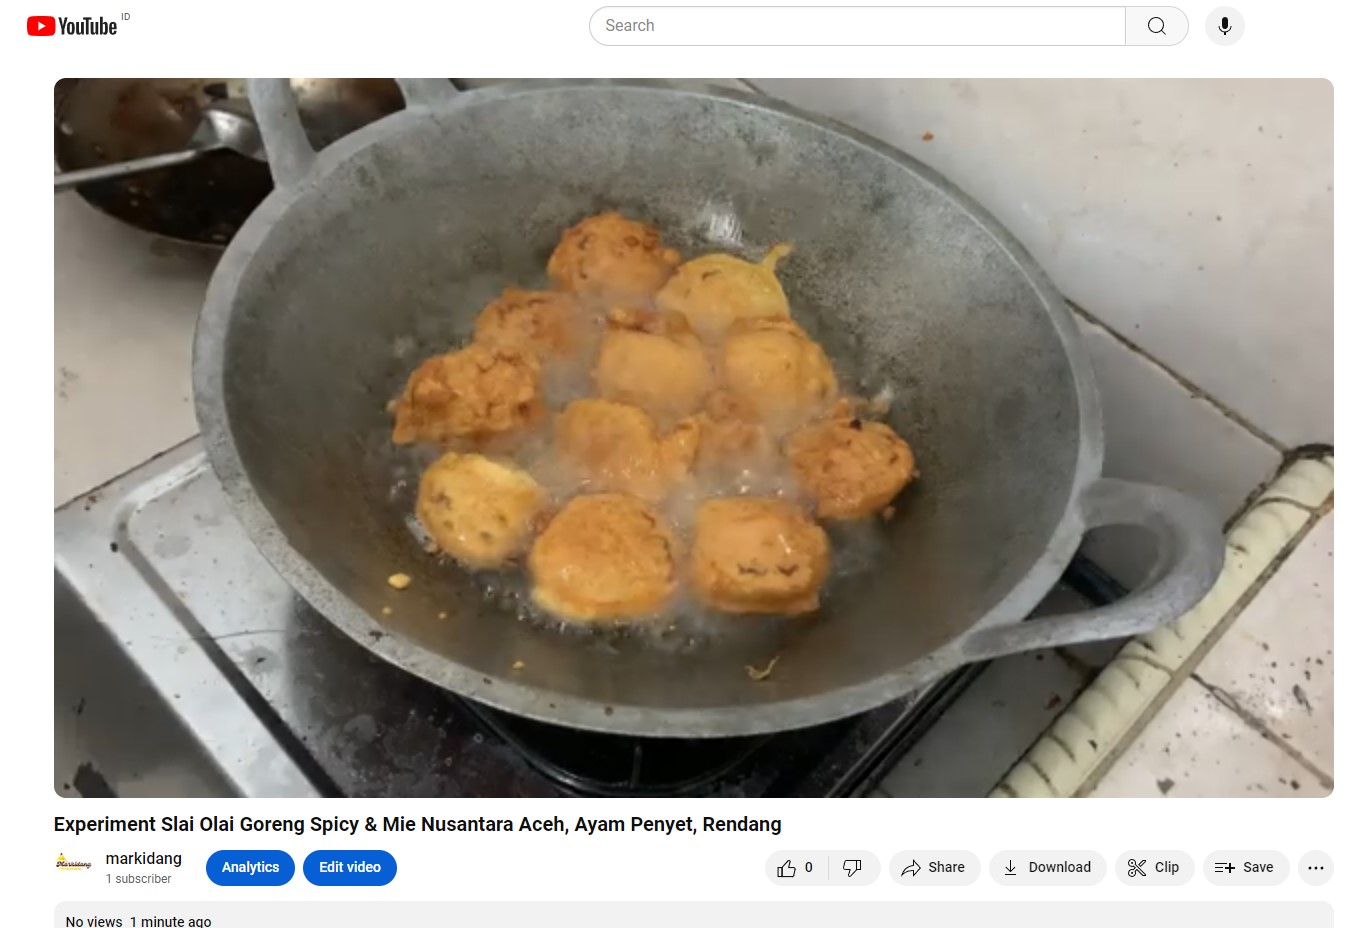 YouTube ID
Search
Experiment Slai Olai Goreng Spicy & Mie Nusantara Aceh, Ayam Penyet, Rendang
markidang
1 subscriber
Analytics
Edit video
0
Share
Download
Clip
Save
No views 1 minute ago